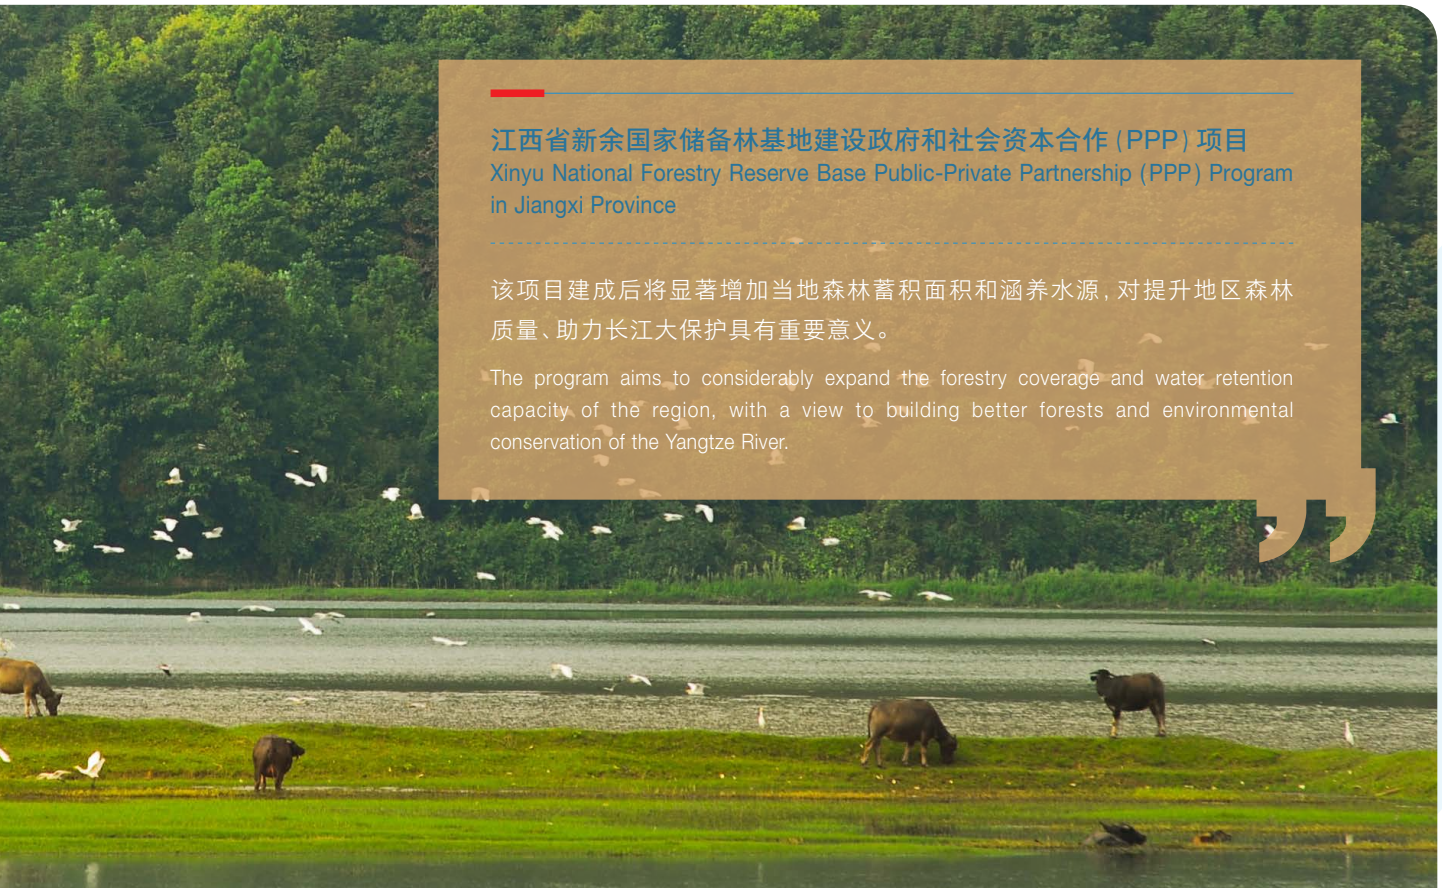 江西省新余国家储备林基地建设政府和社会资本合作(PPP)项目
Xinyu National Forestry Reserve Base Public-Private Partnership (PPP) Program
in Jiangxi Province
该项目建成后将显著增加当地森林蓄积面积和涵养水源,对提升地区森林
质量、助力长江大保护具有重要意义。
The program aims to considerably expand the forestry coverage and water retention
capacity of the region, with a view to building better forests and environmental
conservation of the Yangtze River.